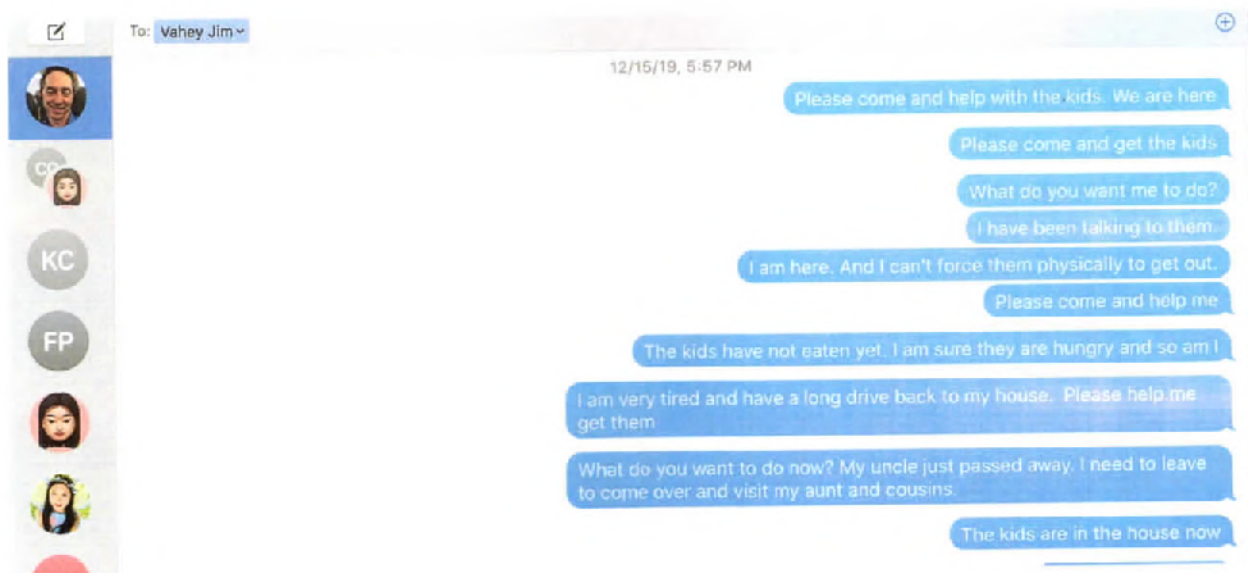 To: Vahey Jim
12/15/19, 5:57 PM
Please come and help with the kids. We are here
Please come and get the kids
CO
What do you want me to do?
I have been talking to them.
KC
I am here. And I can't force them physically to get out.
Please come and help me
FP
The kids have not eaten yet. I am sure they are hungry and so am I
I am very tired and have a long drive back to my house. Please help me
get them
What do you want to do now? My uncle just passed away. I need to leave
to come over and visit my aunt and cousins.
The kids are in the house now